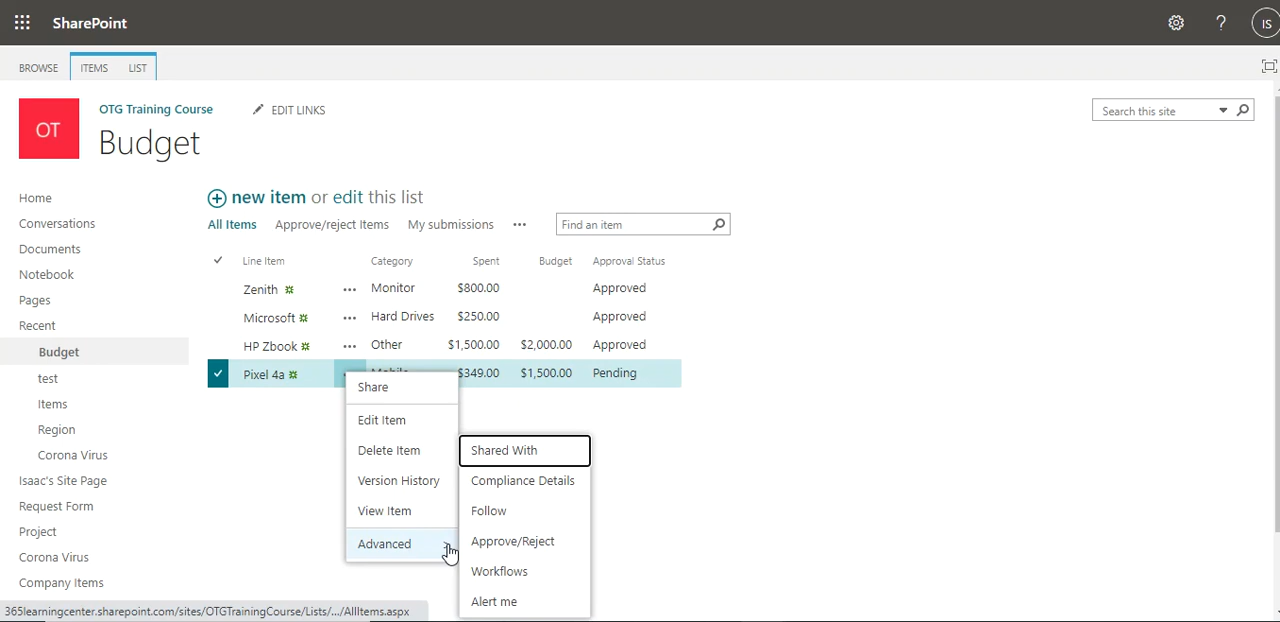 SharePoint
?
IS
BROWSE ITEMS LIST
OT
OTG Training Course
EDIT LINKS
Budget
Search this site
Home
Conversations
Documents
Notebook
Pages
Recent
Budget
test
Items
Region
Corona Virus
Isaac's Site Page
Request Form
Project
Corona Virus
Company Items
new item or edit this list
All Items Approve/reject Items My submissions ...
Find an item
Line Item Category Spent Budget Approval Status
Zenith ... Monitor $800.00 Approved
Microsoft ... Hard Drives $250.00 Approved
HP Zbook ... Other $1,500.00 $2,000.00 Approved
Pixel 4a Mobile $349.00 $1,500.00 Pending
Share
Edit Item
Delete Item
Version History
View Item
Advanced
Shared With
Compliance Details
Follow
Approve/Reject
Workflows
Alert me
365learningcenter.sharepoint.com/sites/OTGTrainingCourse/Lists/.../AllItems.aspx